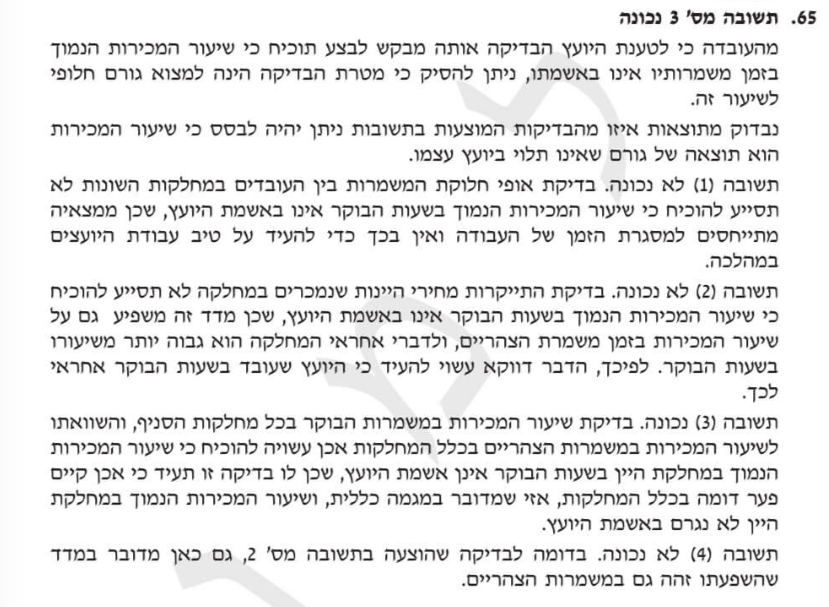 65. תשובה מס' 3 נכונה
מהעובדה כי לטענת היועץ הבדיקה אותה מבקש לבצע תוכיח כי שיעור המכירות הנמוך
בזמן משמרותיו אינו באשמתו, ניתן להסיק כי מטרת הבדיקה הינה למצוא גורם חלופי
לשיעור זה.
נבדוק מתוצאות איזו מהבדיקות המוצעות בתשובות ניתן יהיה לבסס כי שיעור המכירות
הוא תוצאה של גורם שאינו תלוי ביועץ עצמו.
תשובה (1) לא נכונה. בדיקת אופי חלוקת המשמרות בין העובדים במחלקות השונות לא
תסייע להוכיח כי שיעור המכירות הנמוך בשעות הבוקר אינו באשמת היועץ, שכן ממצאיה
מתייחסים למסגרת הזמן של העבודה ואין בכך כדי להעיד על טיב עבודת היועצים
במהלכה.
תשובה (2) לא נכונה. בדיקת התייקרות מחירי היינות שנמכרים במחלקה לא תסייע להוכיח
כי שיעור המכירות הנמוך בשעות הבוקר אינו באשמת היועץ, שכן מדד זה משפיע גם על
שיעור המכירות בזמן משמרת הצהריים, ולדברי אחראי המחלקה הוא גבוה יותר משיעורו
בשעות הבוקר. לפיכך, הדבר דווקא עשוי להעיד כי היועץ שעובד בשעות הבוקר אחראי
לכך.
תשובה (3) נכונה. בדיקת שיעור המכירות במשמרות הבוקר בכל מחלקות הסניף, והשוואתו
לשיעור המכירות במשמרות הצהריים בכלל המחלקות אכן עשויה להוכיח כי שיעור המכירות
הנמוך במחלקת היין בשעות הבוקר אינן אשמת היועץ, שכן לו בדיקה זו תעיד כי אכן קיים
פער דומה בכלל המחלקות, אזי שמדובר במגמה כללית, ושיעור המכירות הנמוך במחלקת
היין לא נגרם באשמת היועץ.
תשובה (4) לא נכונה. בדומה לבדיקה שהוצעה בתשובה מס' 2, גם כאן מדובר במדד
שהשפעתו זהה גם במשמרות הצהריים.